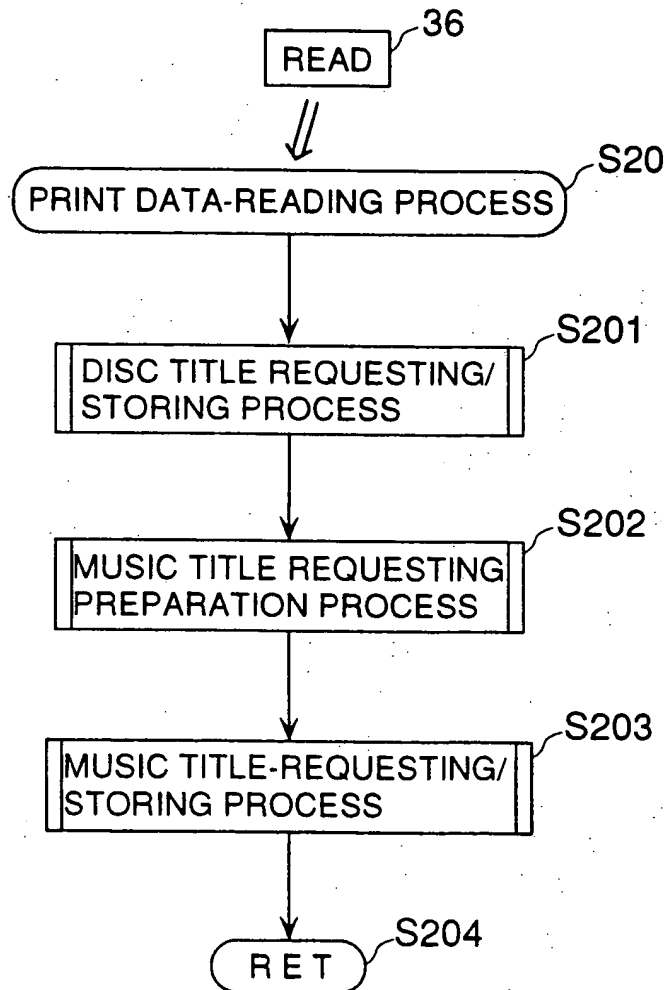 36
READ
S20
PRINT DATA-READING PROCESS
S201
DISC TITLE REQUESTING/
STORING PROCESS
S202
MUSIC TITLE REQUESTING
PREPARATION PROCESS
S203
MUSIC TITLE-REQUESTING/
STORING PROCESS
S204
RET